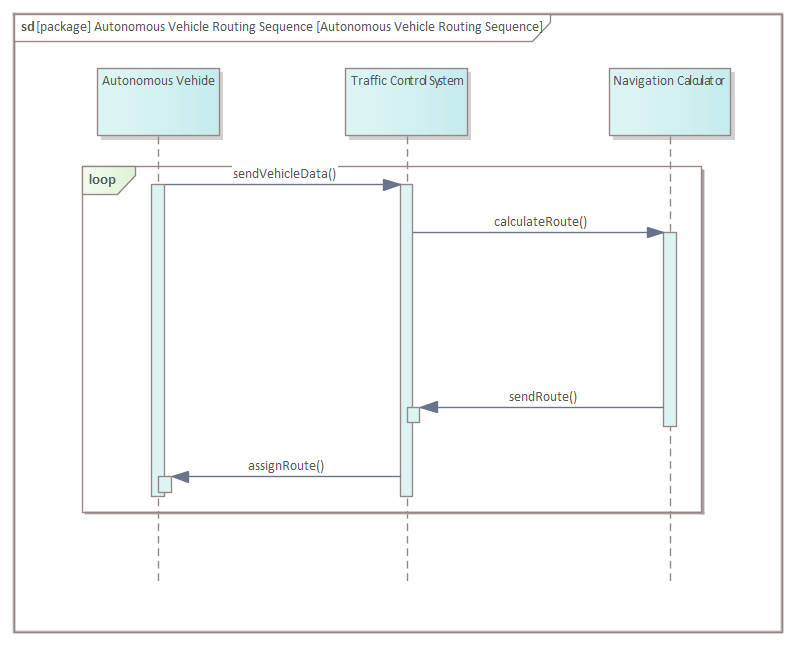 sd [package] Autonomous Vehicle Routing Sequence [Autonomous Vehicle Routing Sequence]
Autonomous Vehicle
Traffic Control System
Navigation Calculator
loop
sendVehicleData()
calculateRoute()
sendRoute()
assignRoute()